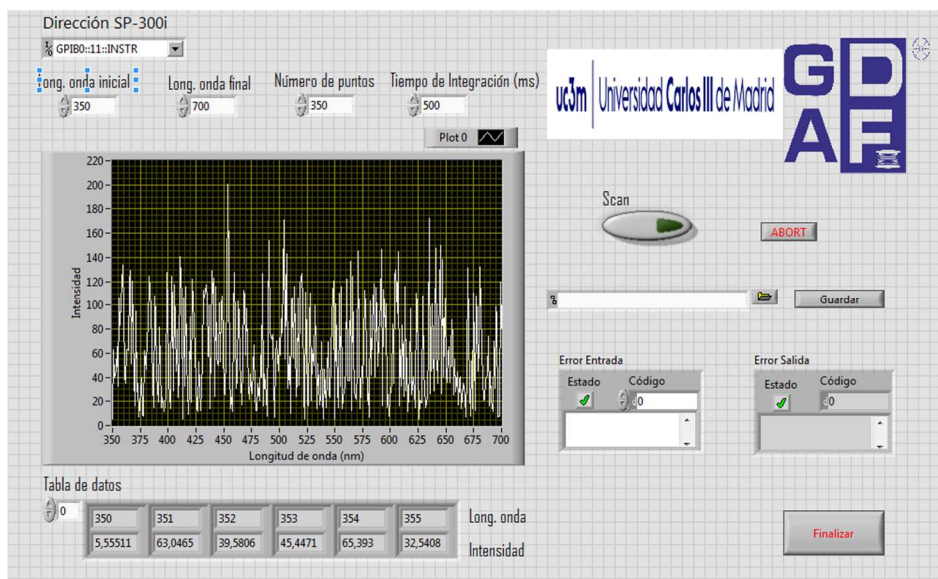 Dirección SP-300i
GPIB0::11::INSTR
Long. onda inicial Long. onda final Número de puntos Tiempo de Integración (ms)
350 700 350 500
uc3m Universidad Carlos III de Madrid
GDAF
Plot 0
220
200
180
160
140
120
100
80
60
40
20
0
Intensidad
350 375 400 425 450 475 500 525 550 575 600 625 650 675 700
Longitud de onda (nm)
Scan
ABORT
Guardar
Error Entrada Error Salida
Estado Código Estado Código
0 0
Tabla de datos
0 350 351 352 353 354 355 Long. onda
5,55511 63,0465 39,5806 45,4471 65,393 32,5408 Intensidad
Finalizar